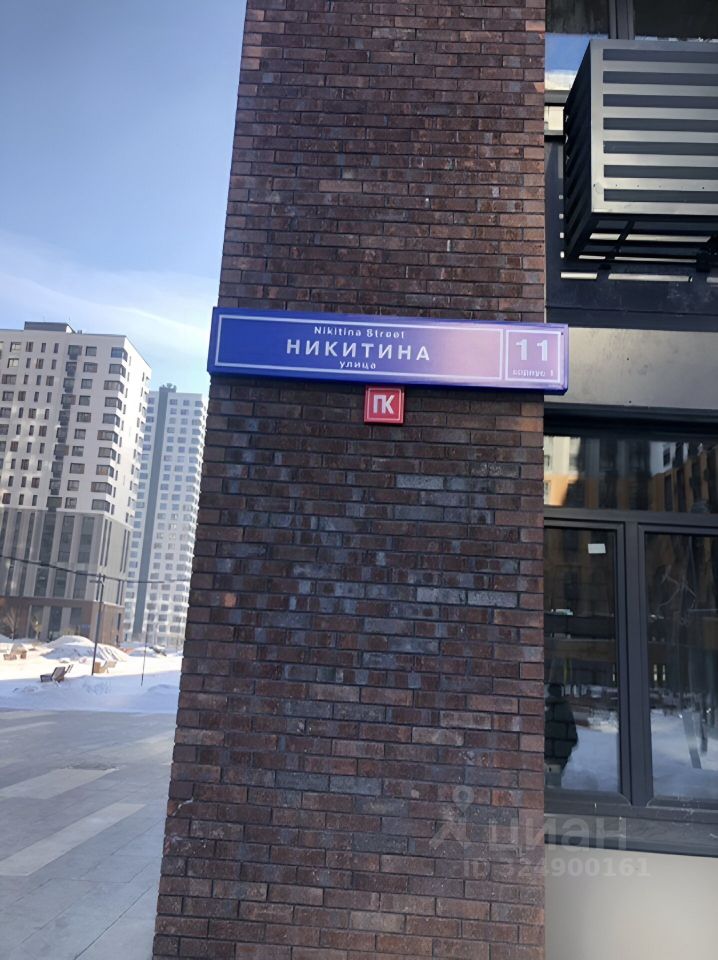 Nikitina Street
НИКИТИНА
улица
11
корпус 1
ПК
циан
ID 324900161